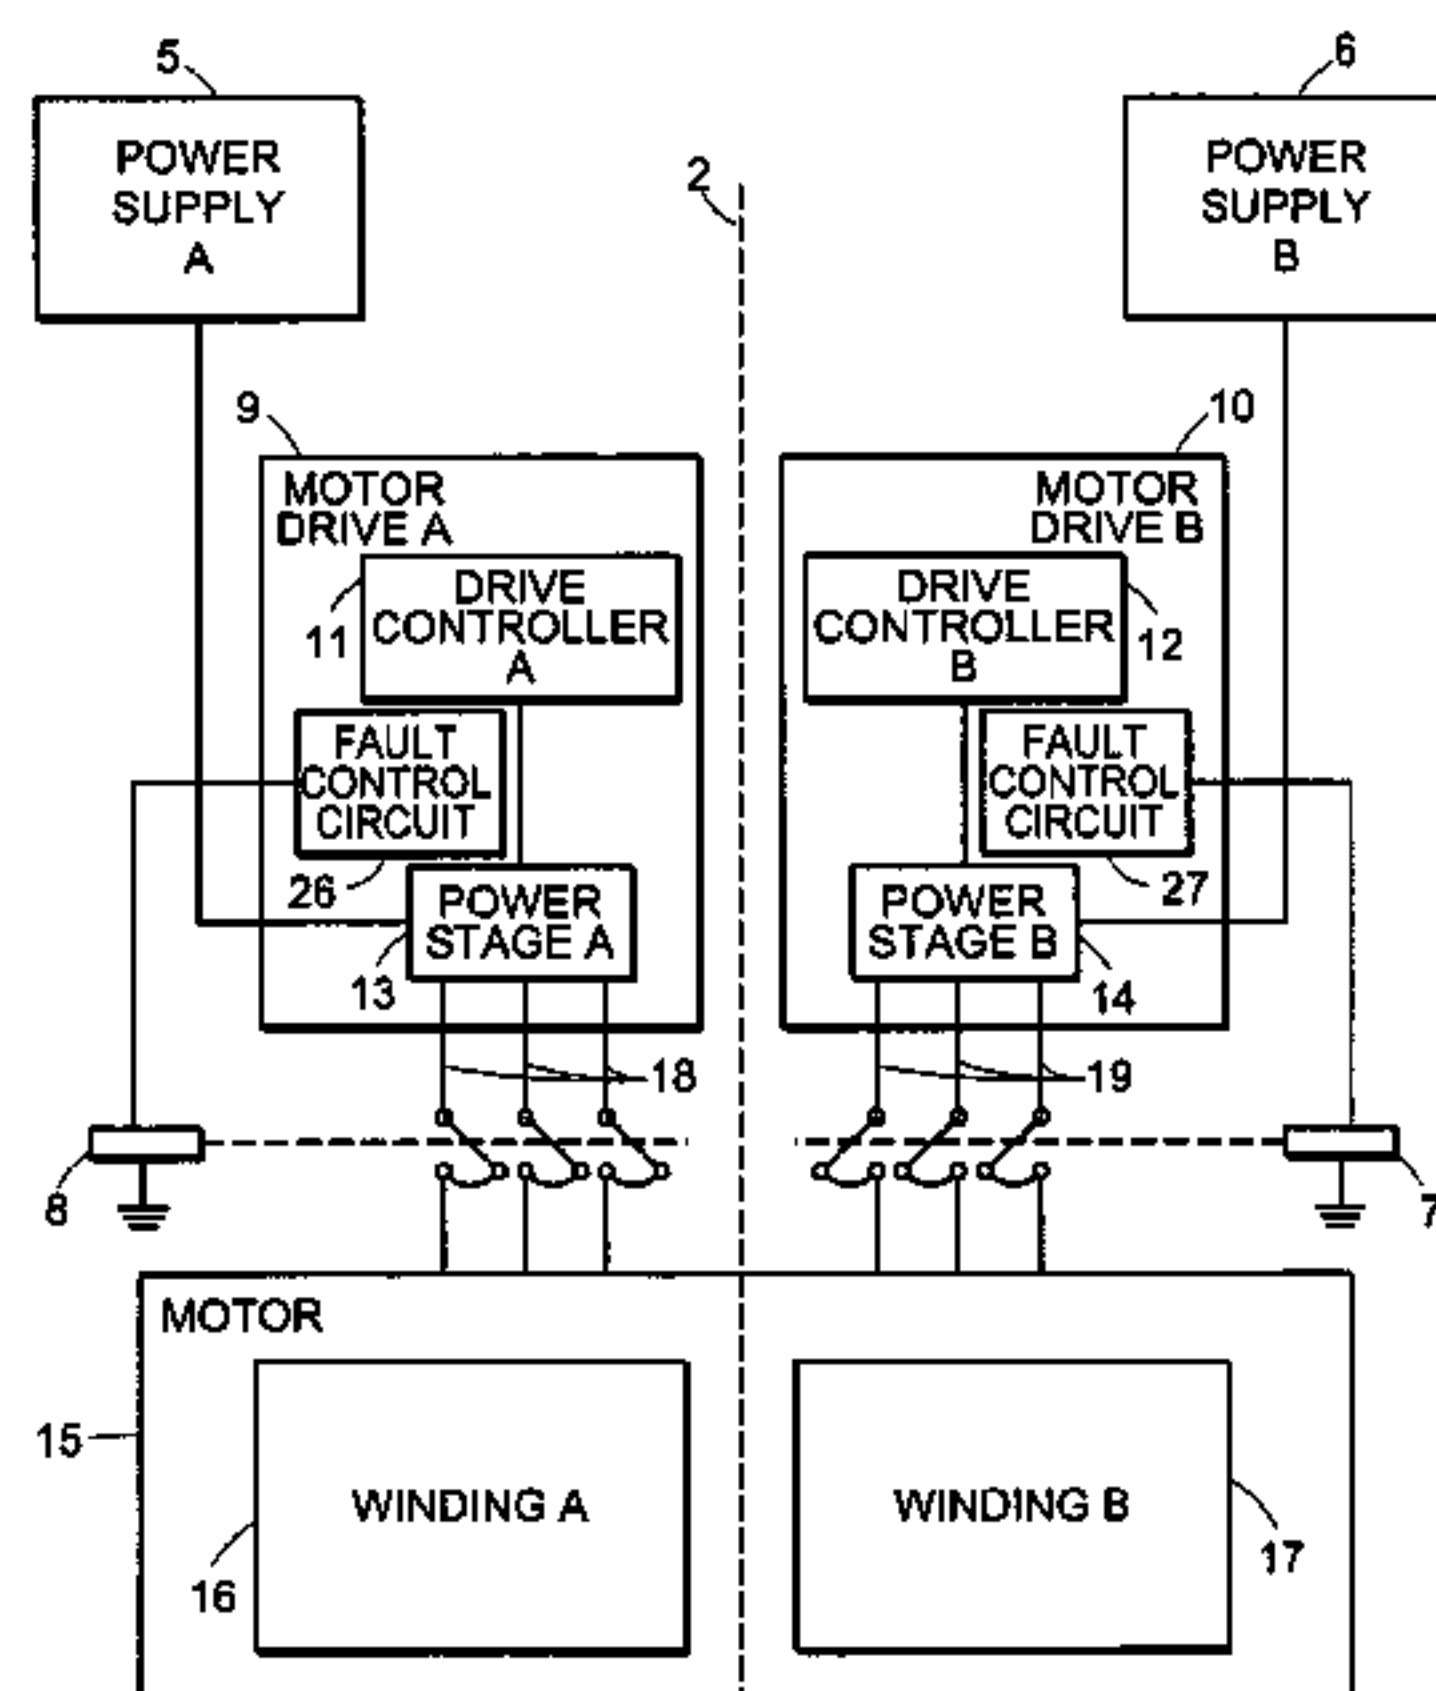 5
6
POWER
SUPPLY
A
POWER
SUPPLY
B
2
9
10
MOTOR
DRIVE A
MOTOR
DRIVE B
DRIVE
CONTROLLER
A
11
DRIVE
CONTROLLER
B
12
FAULT
CONTROL
CIRCUIT
26
FAULT
CONTROL
CIRCUIT
27
POWER
STAGE A
13
POWER
STAGE B
14
18
19
8
7
MOTOR
15
WINDING A
16
WINDING B
17